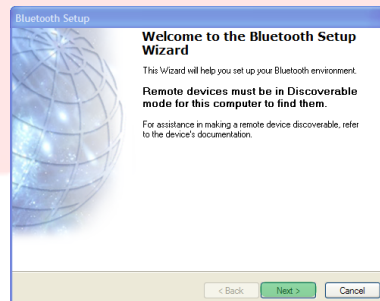 Bluetooth Setup
Welcome to the Bluetooth Setup
Wizard
This Wizard will help you set up your Bluetooth environment.
Remote devices must be in Discoverable
mode for this computer to find them.
For assistance in making a remote device discoverable, refer
to the device's documentation.
< Back
Next >
Cancel